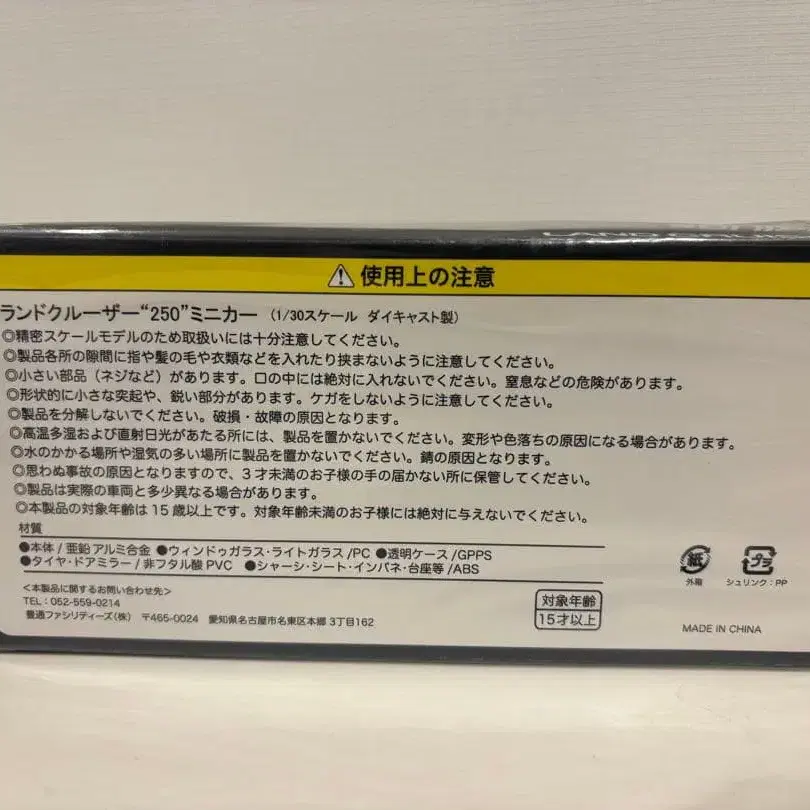 LAND CRUISER
⚠使用上の注意
ランドクルーザー“250”ミニカー (1/30スケール ダイキャスト製)
◎精密スケールモデルのため取扱いには十分注意してください。
◎製品各所の隙間に指や髪の毛や衣類などを入れたり挟まないように注意してください。
◎小さい部品（ネジなど）があります。口の中には絶対に入れないでください。窒息などの危険があります。
◎形状的に小さな突起や、鋭い部分があります。ケガをしないように注意してください。
◎製品を分解しないでください。破損・故障の原因となります。
◎高温多湿および直射日光があたる所には、製品を置かないでください。変形や色落ちの原因になる場合があります。
◎水のかかる場所や湿気の多い場所に製品を置かないでください。錆の原因となります。
◎思わぬ事故の原因となりますので、3才未満のお子様の手の届かない所に保管してください。
◎製品は実際の車両と多少異なる場合があります。
◎本製品の対象年齢は15歳以上です。対象年齢未満のお子様には絶対に与えないでください。
材質
●本体/亜鉛アルミ合金 ●ウィンドゥガラス・ライトガラス/PC ●透明ケース/GPPS
●タイヤ・ドアミラー/非フタル酸PVC ●シャーシ・シート・インパネ・台座等/ABS
<本製品に関するお問い合わせ先>
TEL：052-559-0214
豊通ファシリティーズ(株) 〒465-0024 愛知県名古屋市名東区本郷3丁目162
対象年齢
15才以上
紙
外箱
プラ
シュリンク：PP
MADE IN CHINA